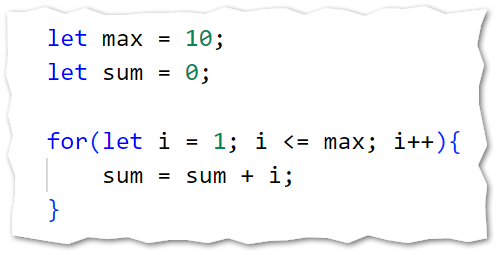 let max = 10;
let sum = 0;

for(let i = 1; i <= max; i++){
    sum = sum + i;
}